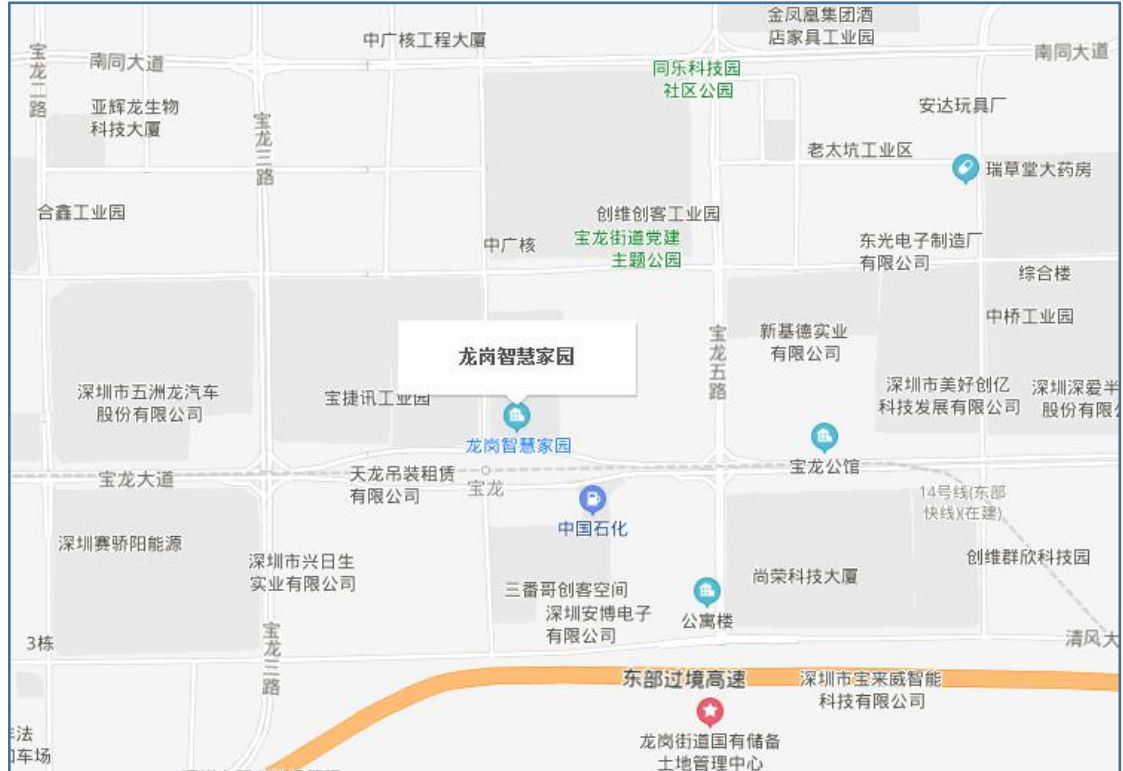 金凤凰集团酒
店家具工业园
中广核工程大厦
宝龙二路
南同大道
南同大道
同乐科技园
社区公园
亚辉龙生物
科技大厦
安达玩具厂
宝龙三路
老太坑工业区
瑞草堂大药房
合鑫工业园
创维创客工业园
中广核
宝龙街道党建
主题公园
东光电子制造厂
有限公司
综合楼
中桥工业园
宝龙五路
新基德实业
有限公司
龙岗智慧家园
深圳市五洲龙汽车
股份有限公司
宝捷讯工业园
深圳市美好创亿
科技发展有限公司
深圳深爱半
股份有限
龙岗智慧家园
宝龙公馆
宝龙大道
天龙吊装租赁
有限公司
宝龙
14号线(东部
快线)(在建)
中国石化
深圳赛骄阳能源
深圳市兴日生
实业有限公司
创维群欣科技园
尚荣科技大厦
三番哥创客空间
深圳安博电子
有限公司
公寓楼
3栋
宝龙三路
清风大
东部过境高速
深圳市宝来威智能
科技有限公司
龙岗街道国有储备
土地管理中心
法
车场